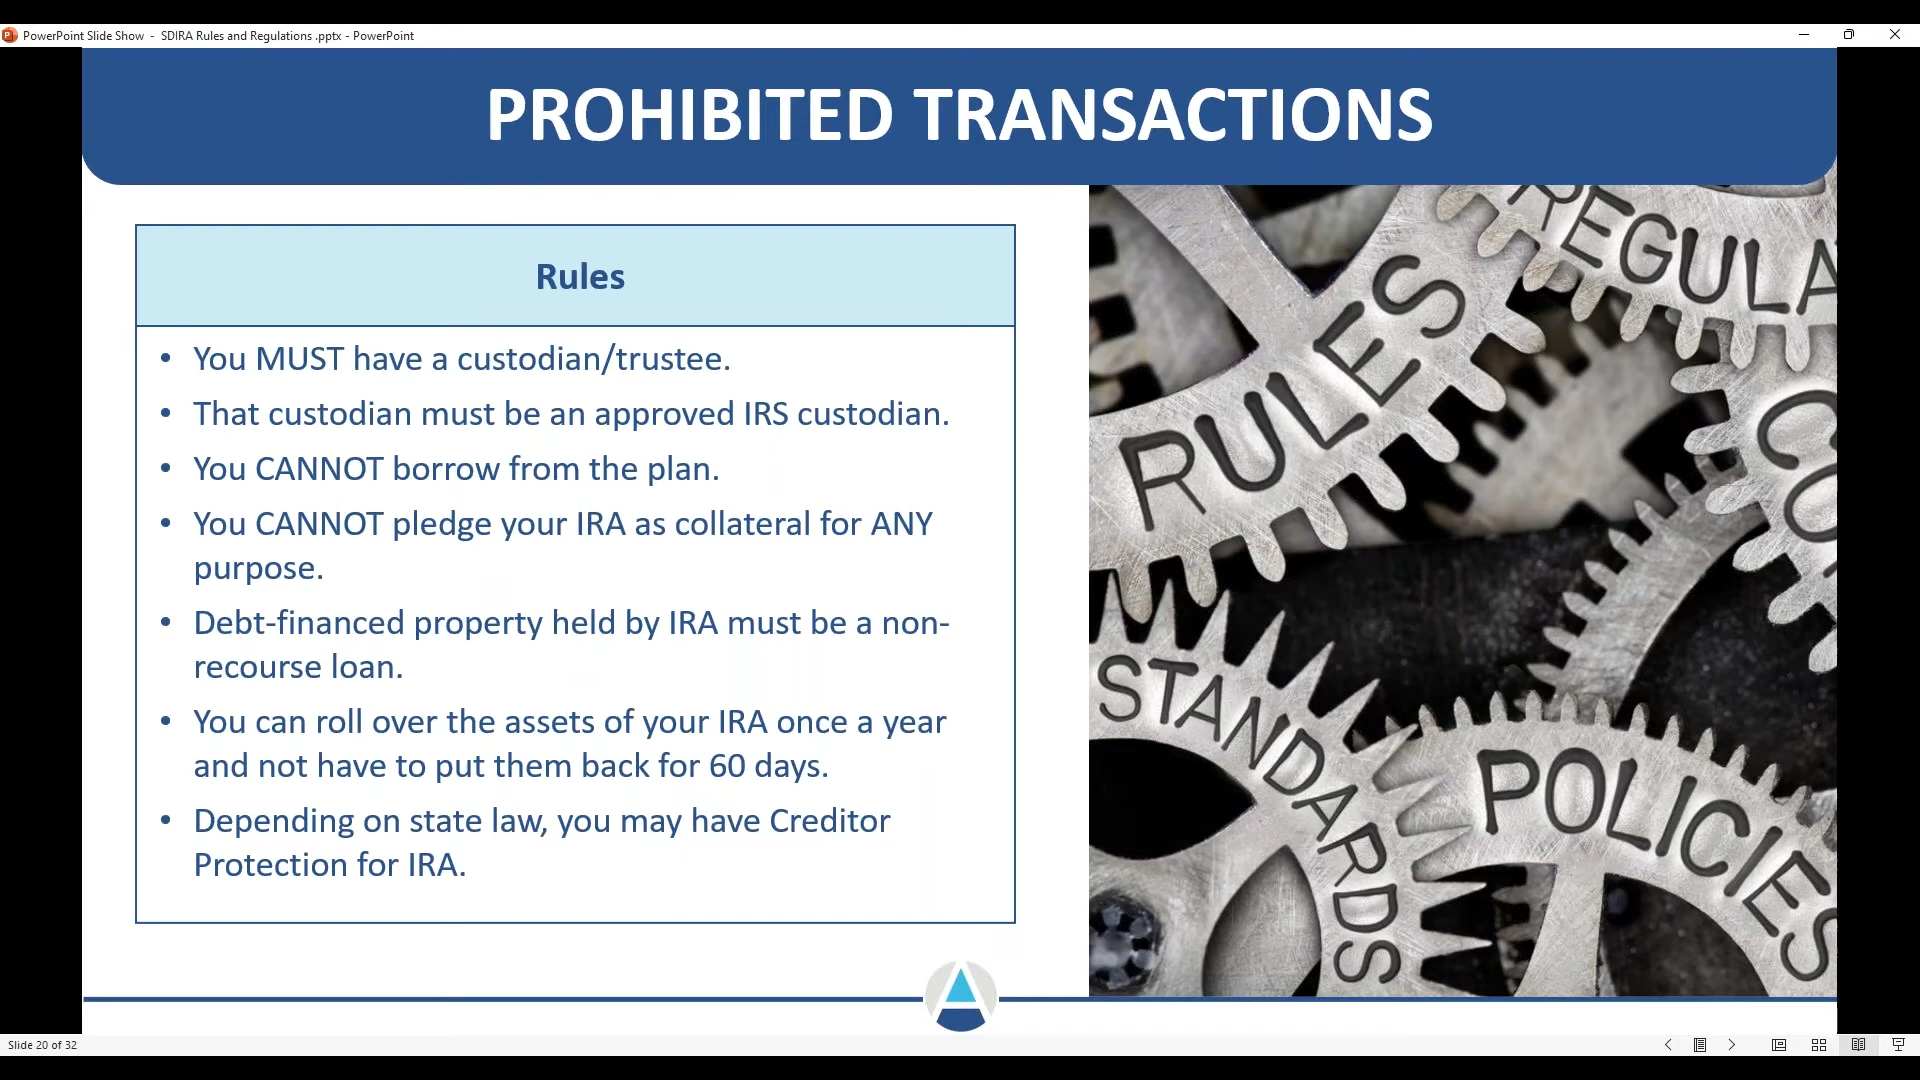 PowerPoint Slide Show - SDIRA Rules and Regulations .pptx - PowerPoint
PROHIBITED TRANSACTIONS
Rules
• You MUST have a custodian/trustee.
• That custodian must be an approved IRS custodian.
• You CANNOT borrow from the plan.
• You CANNOT pledge your IRA as collateral for ANY
purpose.
• Debt-financed property held by IRA must be a non-
recourse loan.
• You can roll over the assets of your IRA once a year
and not have to put them back for 60 days.
• Depending on state law, you may have Creditor
Protection for IRA.
REGULA
RULES
CO
STANDARDS
POLICIES
Slide 20 of 32